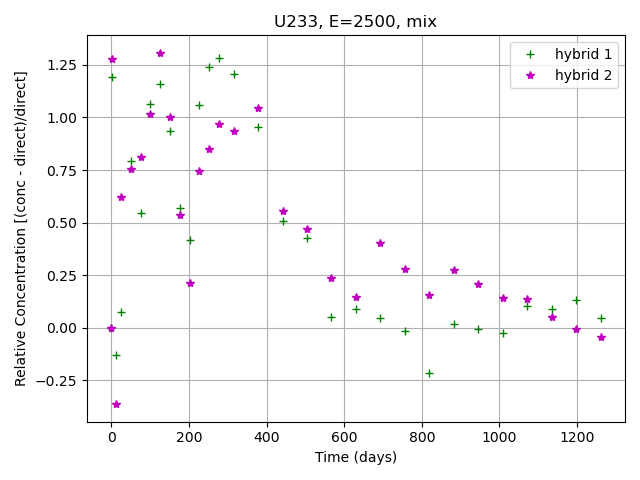 U233, E=2500, mix
hybrid 1
hybrid 2
Relative Concentration [(conc - direct)/direct]
1.25
1.00
0.75
0.50
0.25
0.00
−0.25
0 200 400 600 800 1000 1200
Time (days)